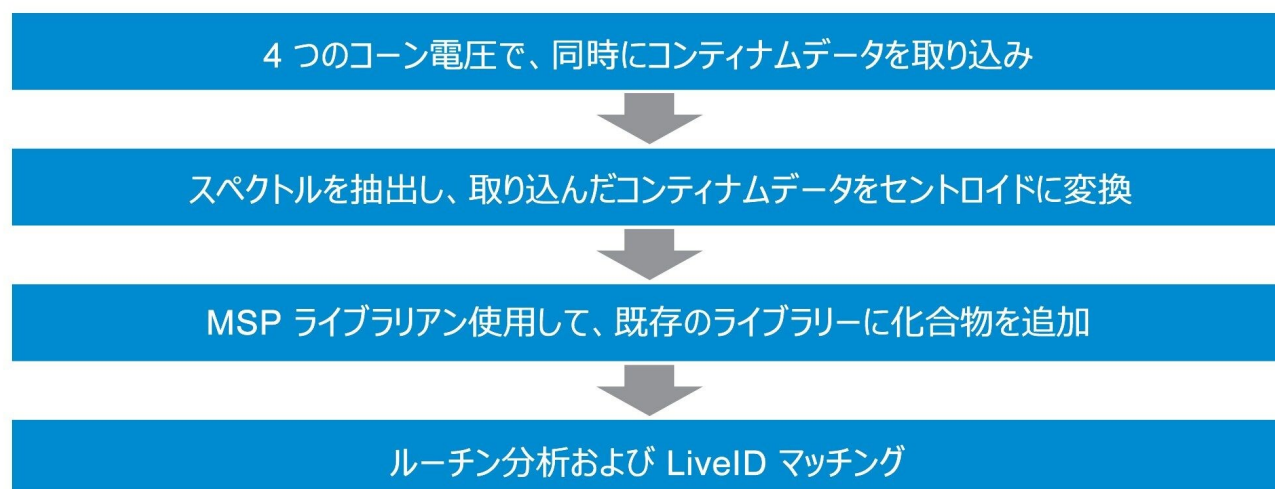 4 つのコーン電圧で、同時にコンティナムデータを取り込み
スペクトルを抽出し、取り込んだコンティナムデータをセントロイドに変換
MSP ライブラリアン使用して、既存のライブラリーに化合物を追加
ルーチン分析および LiveID マッチング